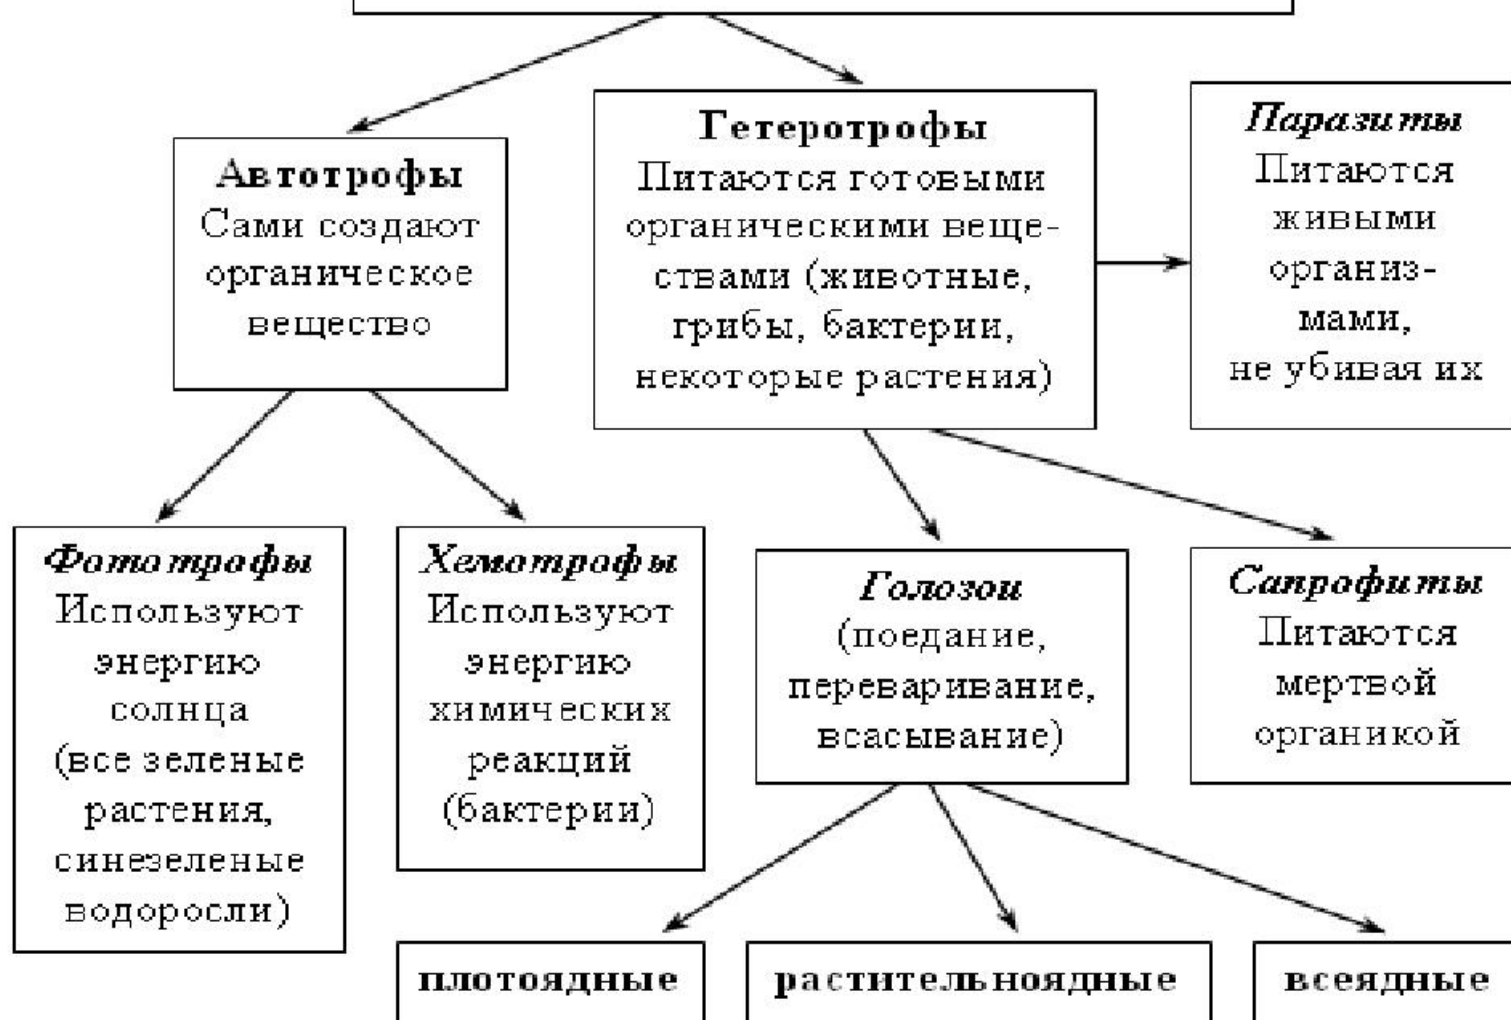 Автотрофы
Сами создают
органическое
вещество
Гетеротрофы
Питаются готовыми
органическими веще-
ствами (животные,
грибы, бактерии,
некоторые растения)
Паразиты
Питаются
живыми
организ-
мами,
не убивая их
Фототрофы
Используют
энергию
солнца
(все зеленые
растения,
синезеленые
водоросли)
Хемотрофы
Используют
энергию
химических
реакций
(бактерии)
Голозои
(поедание,
переваривание,
всасывание)
Сапрофиты
Питаются
мертвой
органикой
плотоядные
растительноядные
всеядные